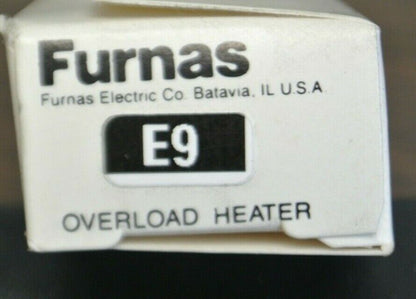 Furnas
Furnas Electric Co. Batavia, IL U.S.A
E9
OVERLOAD HEATER